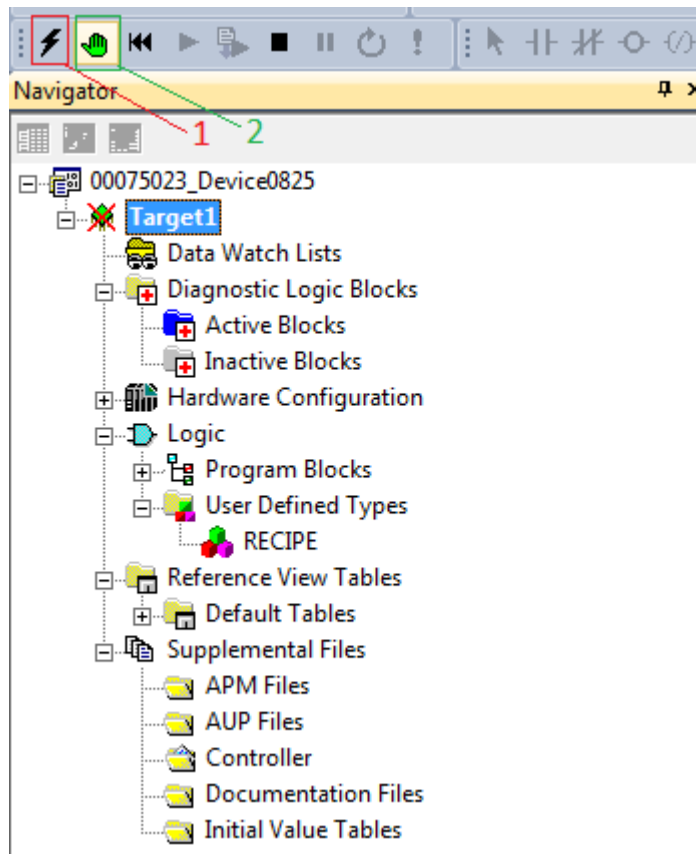 Navigator
1
2
00075023_Device0825
Target1
Data Watch Lists
Diagnostic Logic Blocks
Active Blocks
Inactive Blocks
Hardware Configuration
Logic
Program Blocks
User Defined Types
RECIPE
Reference View Tables
Default Tables
Supplemental Files
APM Files
AUP Files
Controller
Documentation Files
Initial Value Tables